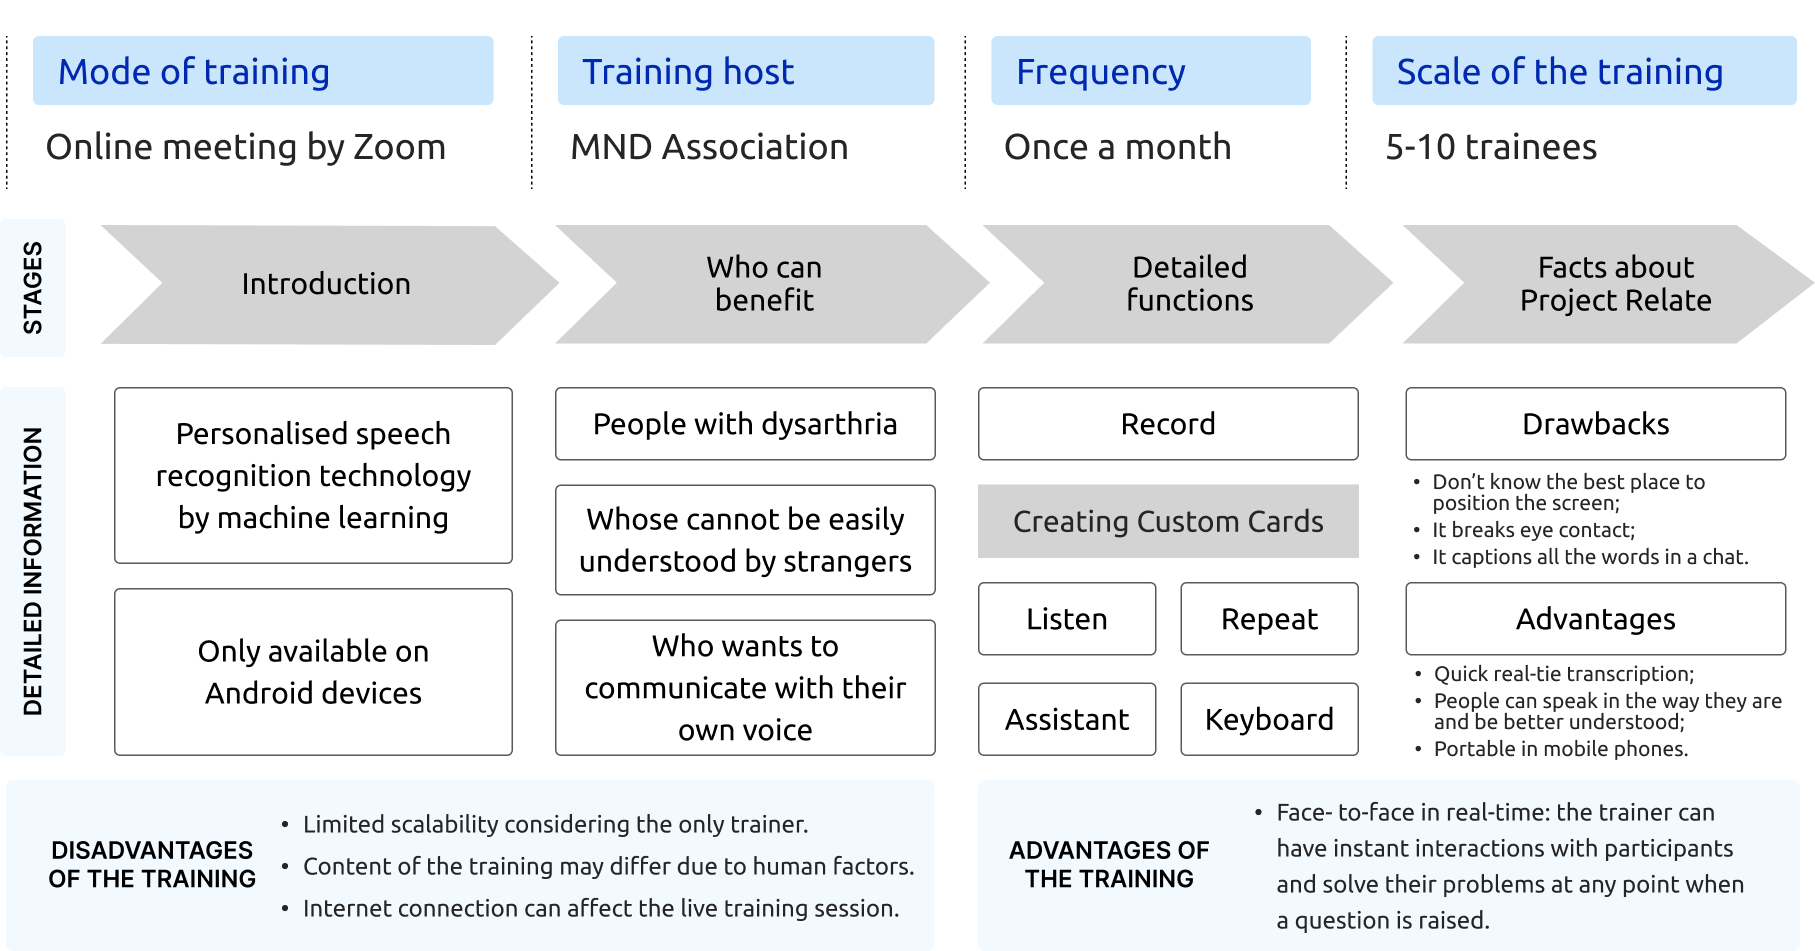 Mode of training
Online meeting by Zoom
Training host
MND Association
Frequency
Once a month
Scale of the training
5-10 trainees
STAGES
Introduction
Who can
benefit
Detailed
functions
Facts about
Project Relate
DETAILED INFORMATION
Personalised speech
recognition technology
by machine learning
Only available on
Android devices
People with dysarthria
Whose cannot be easily
understood by strangers
Who wants to
communicate with their
own voice
Record
Creating Custom Cards
Listen
Repeat
Assistant
Keyboard
Drawbacks
• Don’t know the best place to
position the screen;
• It breaks eye contact;
• It captions all the words in a chat.
Advantages
• Quick real-tie transcription;
• People can speak in the way they are
and be better understood;
• Portable in mobile phones.
DISADVANTAGES
OF THE TRAINING
• Limited scalability considering the only trainer.
• Content of the training may differ due to human factors.
• Internet connection can affect the live training session.
ADVANTAGES OF
THE TRAINING
• Face- to-face in real-time: the trainer can
have instant interactions with participants
and solve their problems at any point when
a question is raised.